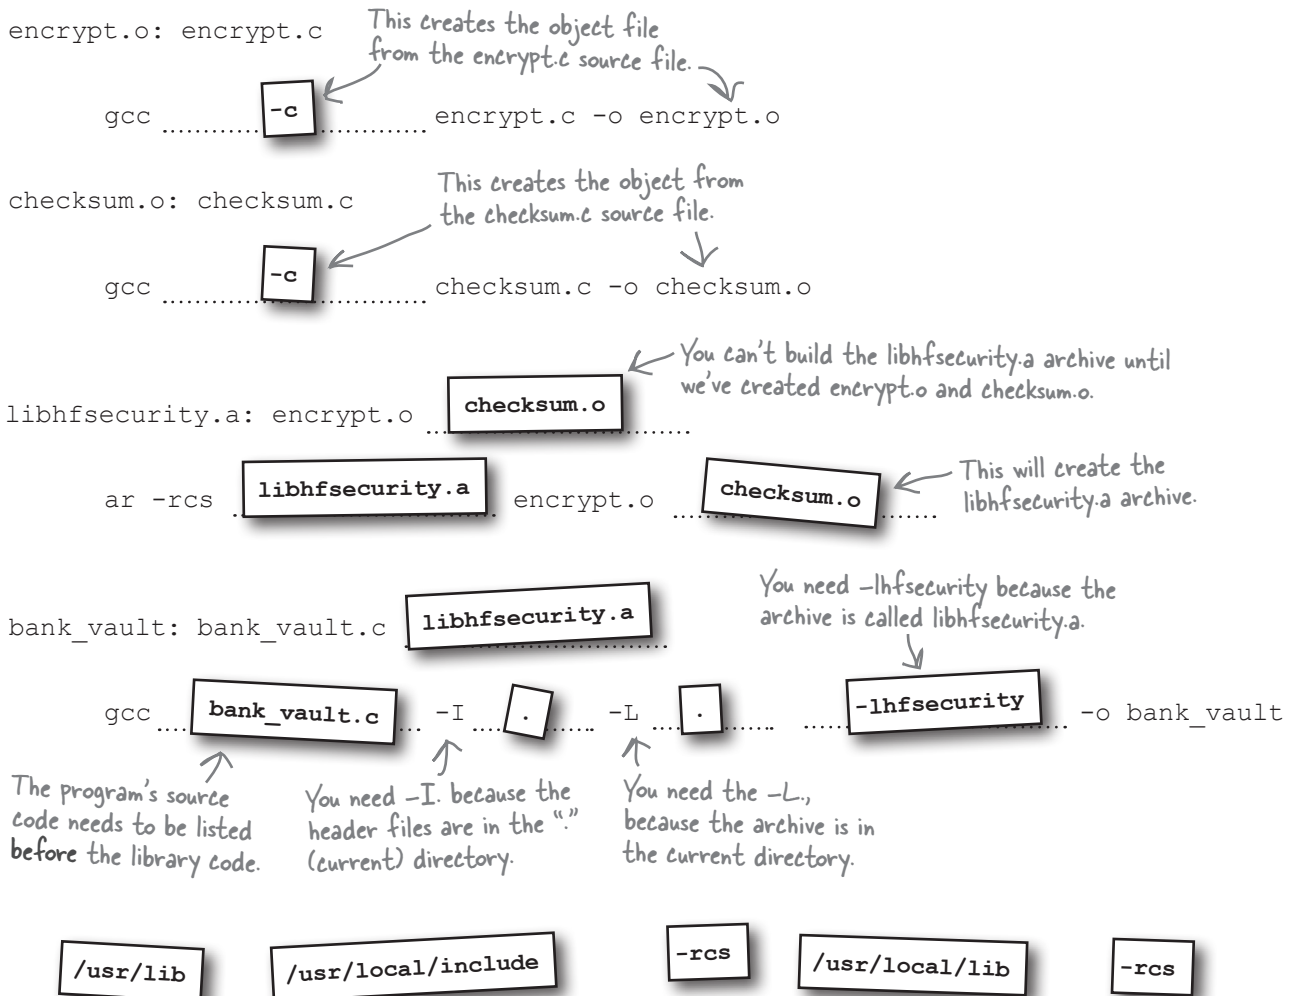 encrypt.o: encrypt.c
This creates the object file
from the encrypt.c source file.
gcc -c encrypt.c -o encrypt.o
checksum.o: checksum.c
This creates the object from
the checksum.c source file.
gcc -c checksum.c -o checksum.o
You can't build the libhfsecurity.a archive until
we've created encrypt.o and checksum.o.
libhfsecurity.a: encrypt.o checksum.o
ar -rcs libhfsecurity.a encrypt.o checksum.o
This will create the
libhfsecurity.a archive.
You need –lhfsecurity because the
archive is called libhfsecurity.a.
bank_vault: bank_vault.c libhfsecurity.a
gcc bank_vault.c -I . -L . -lhfsecurity -o bank_vault
The program's source
code needs to be listed
before the library code.
You need –I. because the
header files are in the “.”
(current) directory.
You need the –L.,
because the archive is in
the current directory.
/usr/lib /usr/local/include -rcs /usr/local/lib -rcs